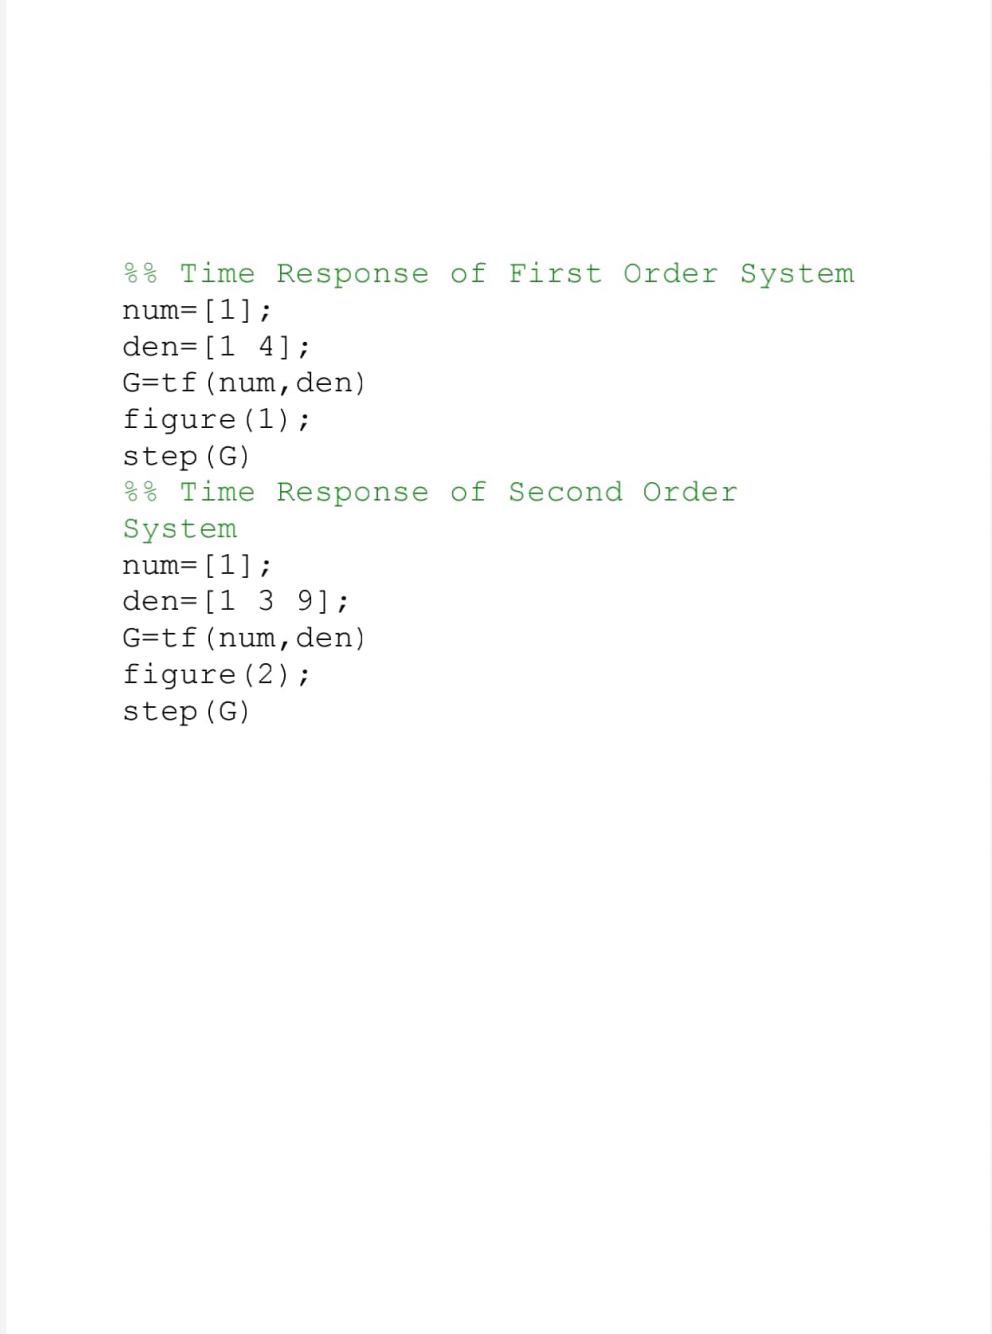 %% Time Response of First Order System
num=[1];
den=[1 4];
G=tf(num,den)
figure(1);
step(G)
%% Time Response of Second Order
System
num=[1];
den=[1 3 9];
G=tf(num,den)
figure(2);
step(G)